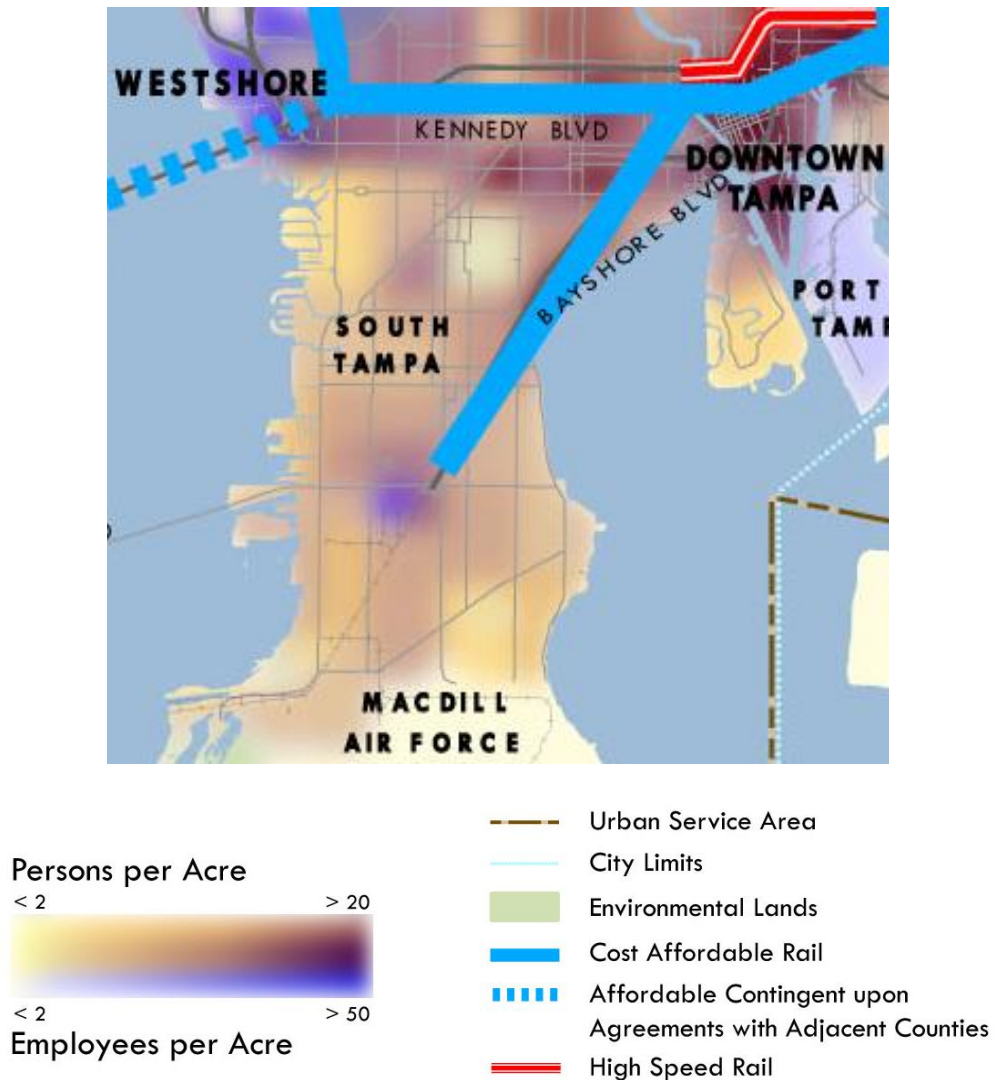 WESTSHORE
KENNEDY BLVD
DOWNTOWN
TAMPA
BAYSHORE BLVD
PORT
TAMP
SOUTH
TAMPA
MACDILL
AIR FORCE
Persons per Acre
< 2
> 20
< 2
> 50
Employees per Acre
Urban Service Area
City Limits
Environmental Lands
Cost Affordable Rail
Affordable Contingent upon
Agreements with Adjacent Counties
High Speed Rail